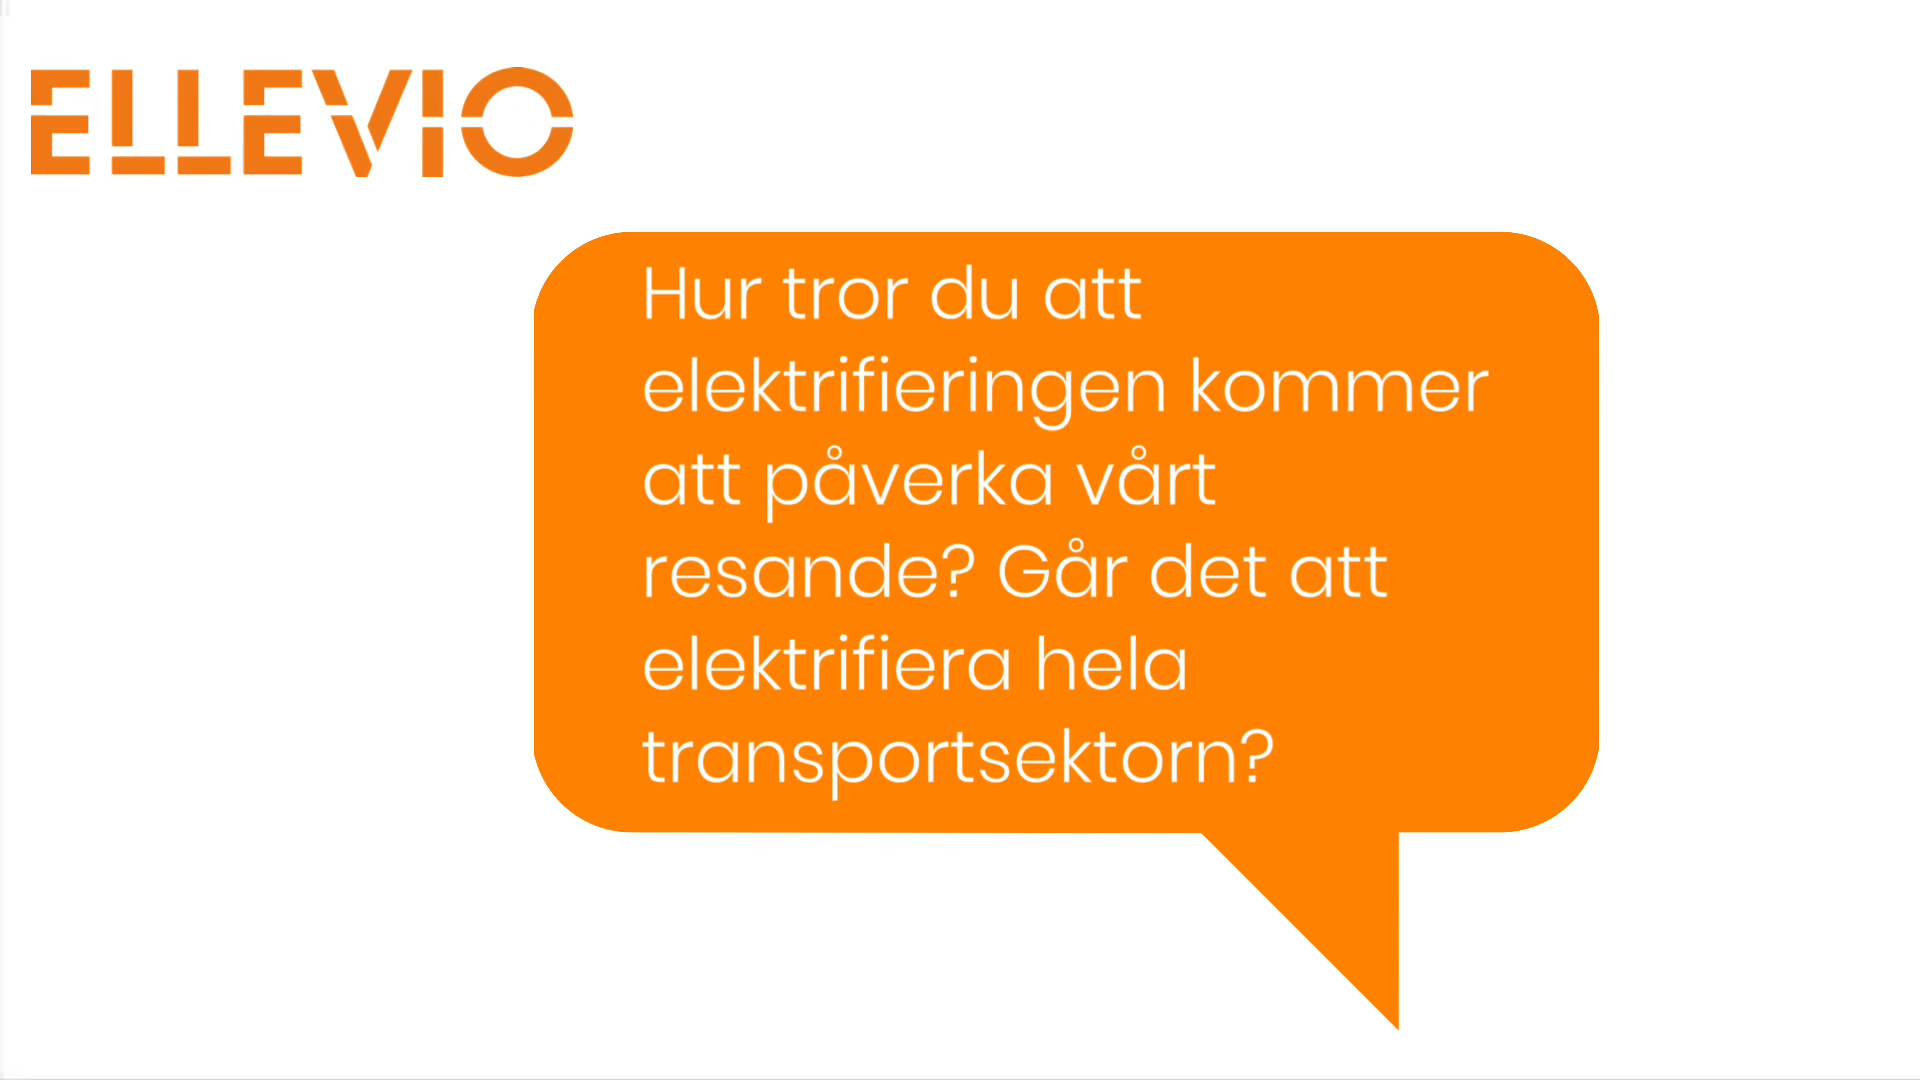 ELLEVIO
Hur tror du att
elektrifieringen kommer
att påverka vårt
resande? Går det att
elektrifiera hela
transportsektorn?